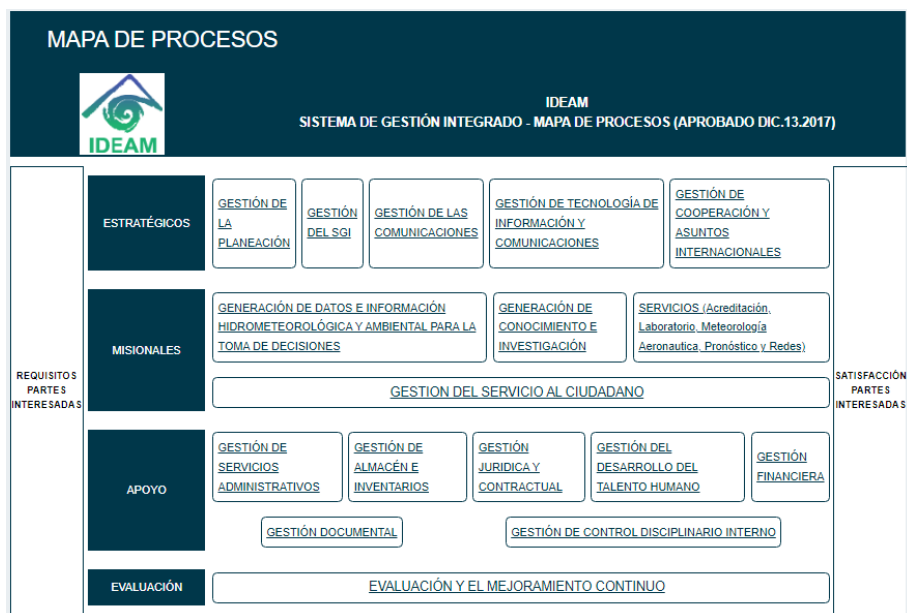 MAPA DE PROCESOS
IDEAM
IDEAM
SISTEMA DE GESTIÓN INTEGRADO - MAPA DE PROCESOS (APROBADO DIC.13.2017)
REQUISITOS
PARTES
INTERESADAS
ESTRATÉGICOS
GESTIÓN DE
LA
PLANEACIÓN
GESTIÓN
DEL SGI
GESTIÓN DE LAS
COMUNICACIONES
GESTIÓN DE TECNOLOGÍA DE
INFORMACIÓN Y
COMUNICACIONES
GESTIÓN DE
COOPERACIÓN Y
ASUNTOS
INTERNACIONALES
MISIONALES
GENERACIÓN DE DATOS E INFORMACIÓN
HIDROMETEOROLÓGICA Y AMBIENTAL PARA LA
TOMA DE DECISIONES
GENERACIÓN DE
CONOCIMIENTO E
INVESTIGACIÓN
SERVICIOS (Acreditación,
Laboratorio, Meteorología
Aeronautica, Pronóstico y Redes)
GESTION DEL SERVICIO AL CIUDADANO
APOYO
GESTIÓN DE
SERVICIOS
ADMINISTRATIVOS
GESTIÓN DE
ALMACÉN E
INVENTARIOS
GESTIÓN
JURIDICA Y
CONTRACTUAL
GESTIÓN DEL
DESARROLLO DEL
TALENTO HUMANO
GESTIÓN
FINANCIERA
GESTIÓN DOCUMENTAL
GESTIÓN DE CONTROL DISCIPLINARIO INTERNO
EVALUACIÓN
EVALUACIÓN Y EL MEJORAMIENTO CONTINUO
SATISFACCIÓN
PARTES
INTERESADAS